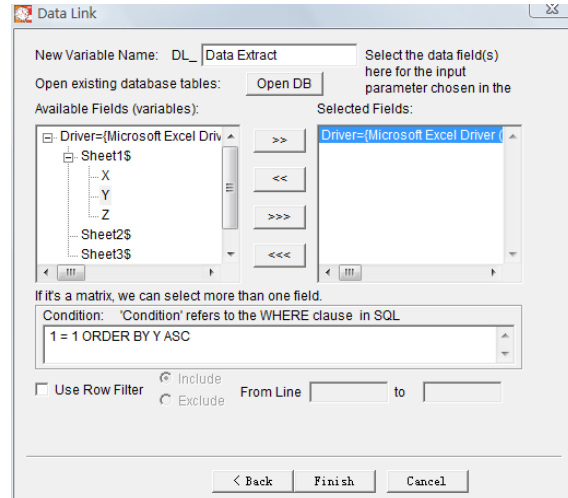 Data Link
New Variable Name: DL_ Data Extract
Select the data field(s)
here for the input
parameter chosen in the
Open existing database tables: Open DB
Available Fields (variables):
Selected Fields:
Driver={Microsoft Excel Driv
Sheet1$
X
Y
Z
Sheet2$
Sheet3$
>>
<<
>>>
<<<
Driver={Microsoft Excel Driver (
If it's a matrix, we can select more than one field.
Condition: 'Condition' refers to the WHERE clause in SQL
1 = 1 ORDER BY Y ASC
Use Row Filter
Include
Exclude
From Line
to
< Back
Finish
Cancel